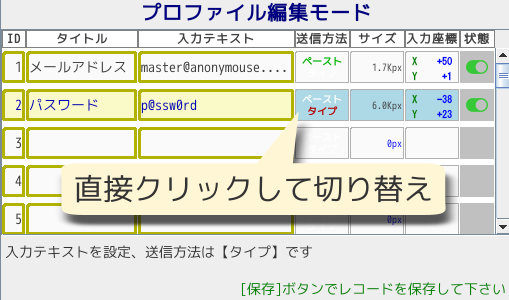 プロファイル編集モード
ID タイトル 入力テキスト 送信方法 サイズ 入力座標 状態
1 メールアドレス master@anonymouse.... ペースト 1.7Kpx X +50
Y +1
2 パスワード p@ssw0rd ペースト 6.0Kpx X −38
タイプ Y +23
3 0px
4
直接クリックして切り替え
5 0px
入力テキストを設定、送信方法は【タイプ】です
[保存]ボタンでレコードを保存して下さい